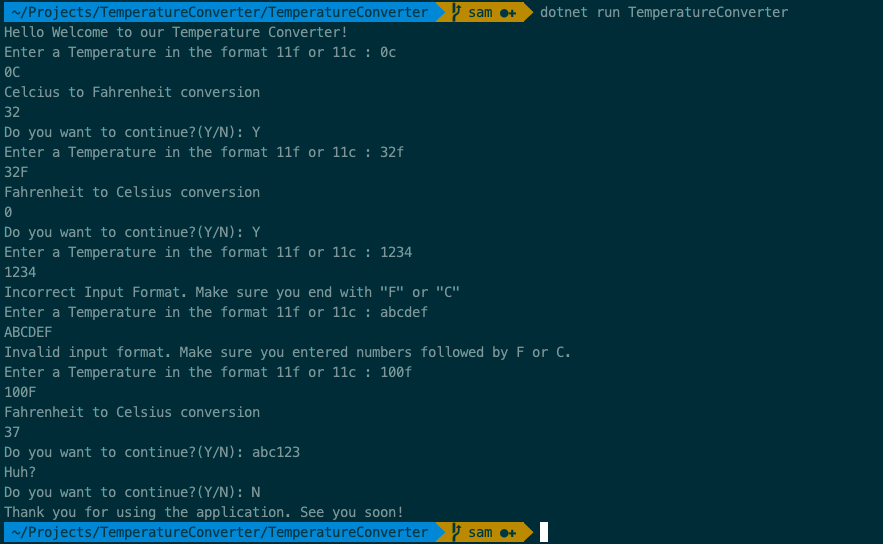 ~/Projects/TemperatureConverter/TemperatureConverter sam ●+ dotnet run TemperatureConverter
Hello Welcome to our Temperature Converter!
Enter a Temperature in the format 11f or 11c : 0c
0C
Celcius to Fahrenheit conversion
32
Do you want to continue?(Y/N): Y
Enter a Temperature in the format 11f or 11c : 32f
32F
Fahrenheit to Celsius conversion
0
Do you want to continue?(Y/N): Y
Enter a Temperature in the format 11f or 11c : 1234
1234
Incorrect Input Format. Make sure you end with "F" or "C"
Enter a Temperature in the format 11f or 11c : abcdef
ABCDEF
Invalid input format. Make sure you entered numbers followed by F or C.
Enter a Temperature in the format 11f or 11c : 100f
100F
Fahrenheit to Celsius conversion
37
Do you want to continue?(Y/N): abc123
Huh?
Do you want to continue?(Y/N): N
Thank you for using the application. See you soon!
~/Projects/TemperatureConverter/TemperatureConverter sam ●+